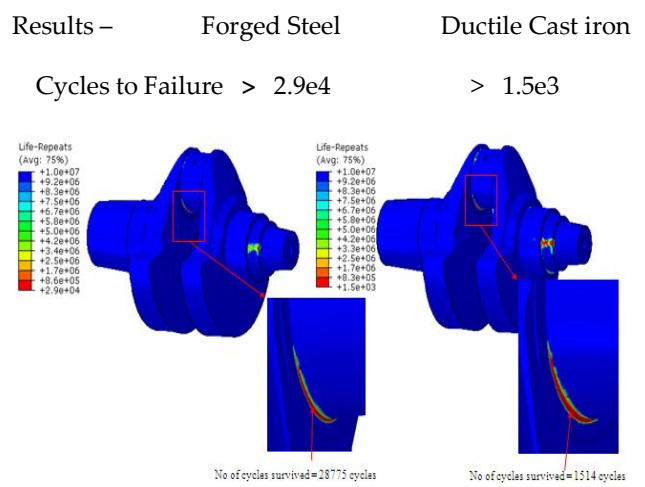 Results – Forged Steel Ductile Cast iron
Cycles to Failure > 2.9e4 > 1.5e3
Life-Repeats
(Avg: 75%)
+1.0e+07
+9.2e+06
+8.3e+06
+7.5e+06
+6.7e+06
+5.8e+06
+5.0e+06
+4.2e+06
+3.4e+06
+2.5e+06
+1.7e+06
+8.6e+05
+2.9e+04
Life-Repeats
(Avg: 75%)
+1.0e+07
+9.2e+06
+8.3e+06
+7.5e+06
+6.7e+06
+5.8e+06
+5.0e+06
+4.2e+06
+3.3e+06
+2.5e+06
+1.7e+06
+8.3e+05
+1.5e+03
No of cycles survived=28775 cycles
No of cycles survived=1514 cycles